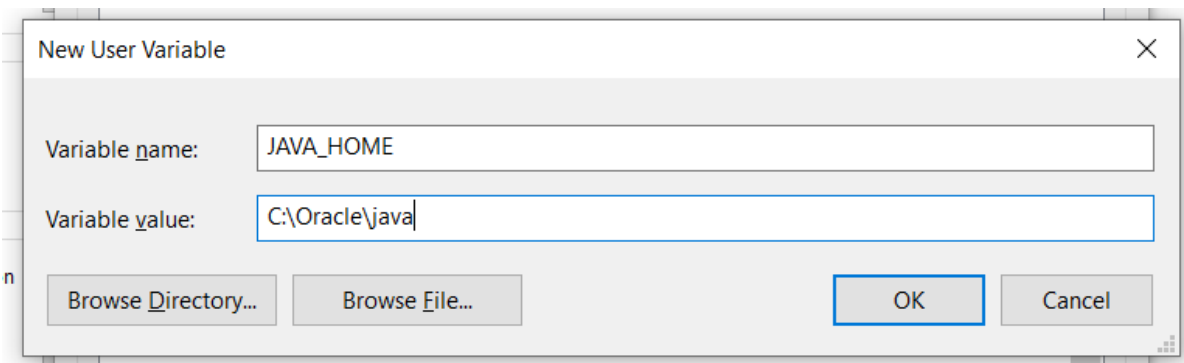 New User Variable
Variable name:
JAVA_HOME
Variable value:
C:\Oracle\java
n
Browse Directory...
Browse File...
OK
Cancel